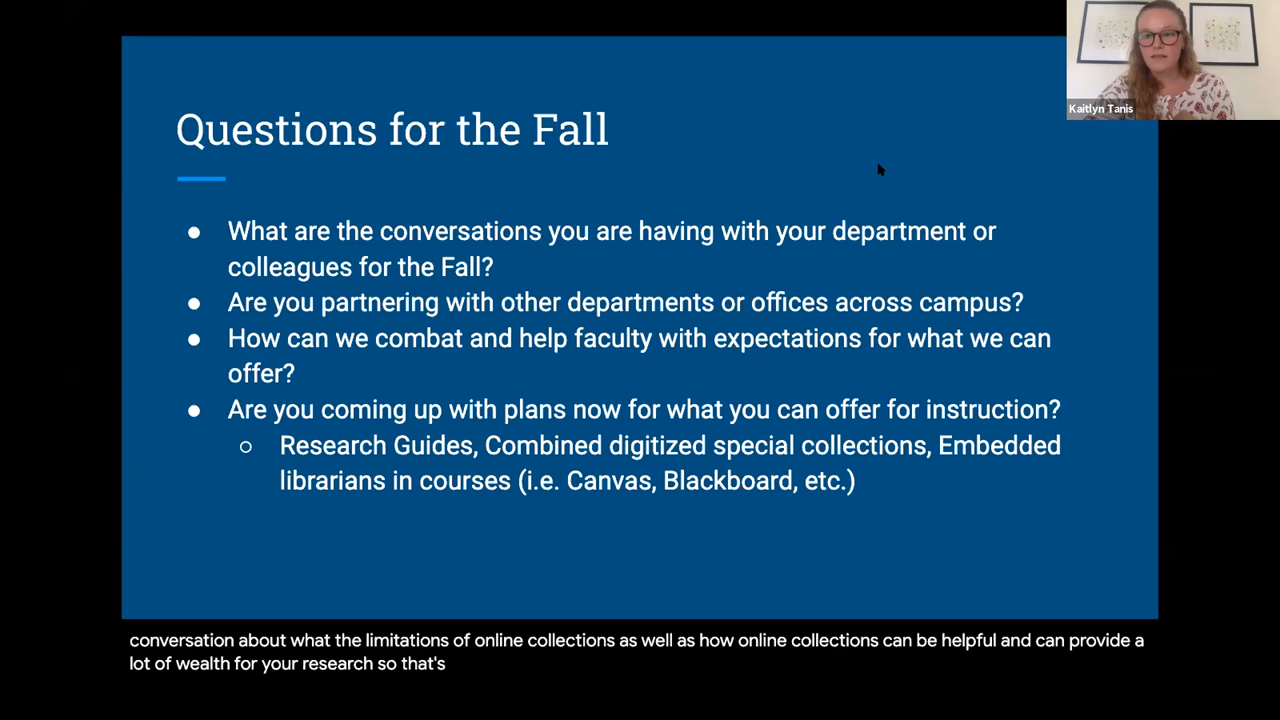 Kaitlyn Tanis
Questions for the Fall
● What are the conversations you are having with your department or
colleagues for the Fall?
● Are you partnering with other departments or offices across campus?
● How can we combat and help faculty with expectations for what we can
offer?
● Are you coming up with plans now for what you can offer for instruction?
○ Research Guides, Combined digitized special collections, Embedded
librarians in courses (i.e. Canvas, Blackboard, etc.)
conversation about what the limitations of online collections as well as how online collections can be helpful and can provide a
lot of wealth for your research so that's